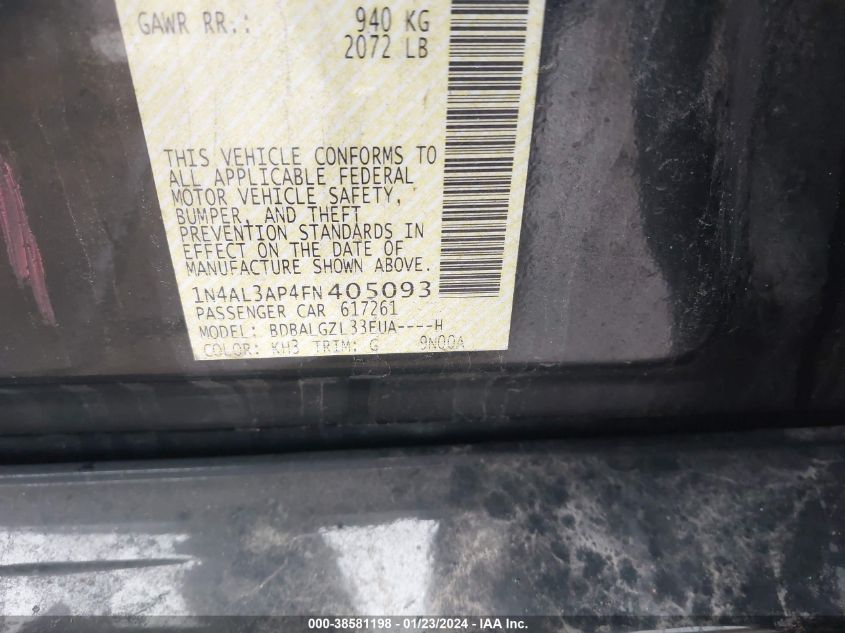 GAWR RR.: 940 KG
2072 LB
THIS VEHICLE CONFORMS TO
ALL APPLICABLE FEDERAL
MOTOR VEHICLE SAFETY,
BUMPER, AND THEFT
PREVENTION STANDARDS IN
EFFECT ON THE DATE OF
MANUFACTURE SHOWN ABOVE.
1N4AL3AP4FN405093
PASSENGER CAR 617261
MODEL: BDBALGZL33EUA----H
COLOR: KH3 TRIM: G 9N00A
000-38581198 - 01/23/2024 - IAA Inc.